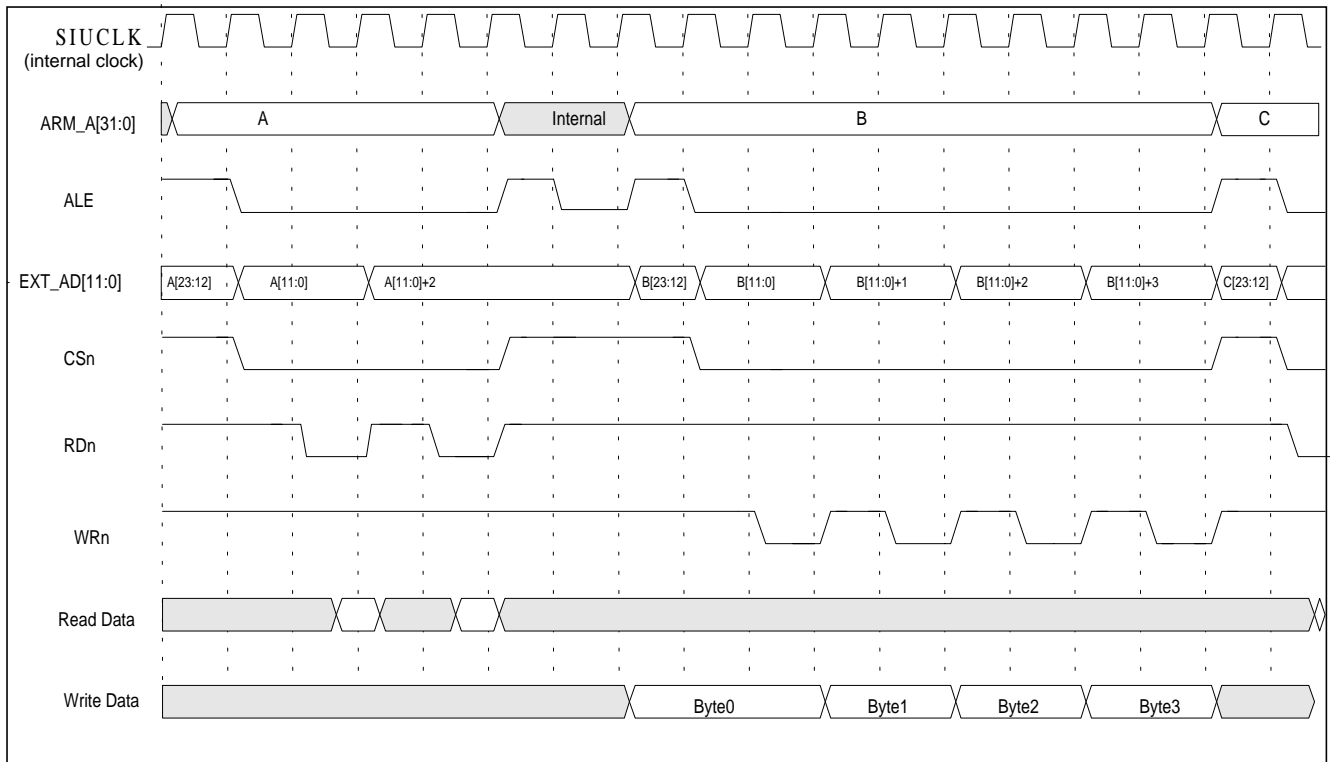 SIUCLK
(internal clock)
ARM_A[31:0]
A
Internal
B
C
ALE
EXT_AD[11:0]
A[23:12]
A[11:0]
A[11:0]+2
B[23:12]
B[11:0]
B[11:0]+1
B[11:0]+2
B[11:0]+3
C[23:12]
CSn
RDn
WRn
Read Data
Write Data
Byte0
Byte1
Byte2
Byte3